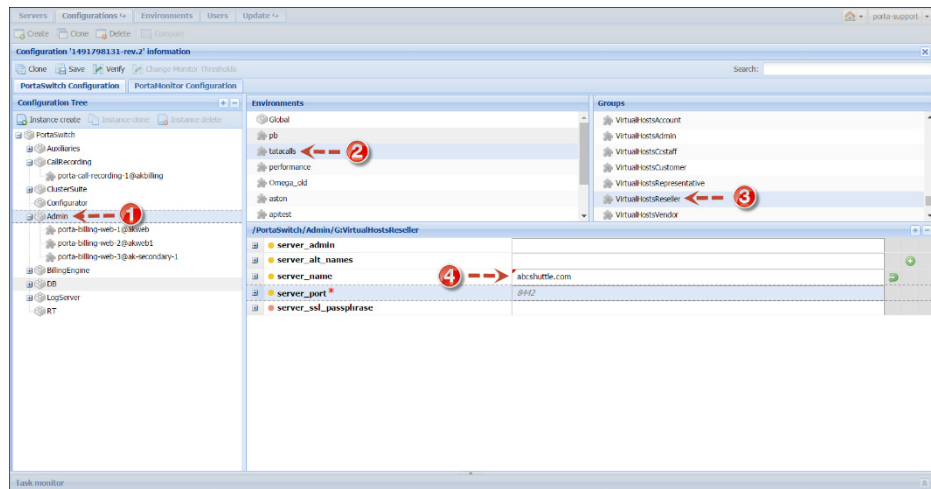 Servers Configurations Environments Users Update porta-support
Create Clone Delete Compare
Configuration '1491798131-rev.2' information
Clone Save Verify Change Monitor Thresholds Search:
PortaSwitch Configuration PortaMonitor Configuration
Configuration Tree
Instance create Instance clone Instance delete
PortaSwitch
Auxiliaries
CallRecording
porta-call-recording-1@akbilling
ClusterSuite
Configurator
Admin 1
porta-billing-web-1@akweb
porta-billing-web-2@akweb1
porta-billing-web-3@ak-secondary-1
BillingEngine
DB
LogServer
RT
Environments
Global
pb
tatacalls 2
performance
Omega_old
aston
apitest
Groups
VirtualHostsAccount
VirtualHostsAdmin
VirtualHostsCcstaff
VirtualHostsCustomer
VirtualHostsRepresentative
VirtualHostsReseller 3
VirtualHostsVendor
/PortaSwitch/Admin/G:VirtualHostsReseller
server_admin
server_alt_names
server_name 4 abcshuttle.com
server_port * 8442
server_ssl_passphrase
Task monitor